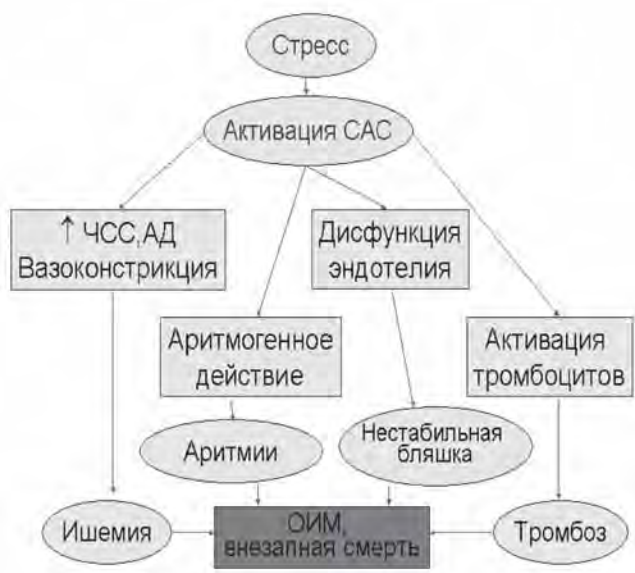 Стресс
Активация САС
↑ ЧСС,АД
Вазоконстрикция
Дисфункция
эндотелия
Аритмогенное
действие
Активация
тромбоцитов
Аритмии
Нестабильная
бляшка
Ишемия
ОИМ,
внезапная смерть
Тромбоз